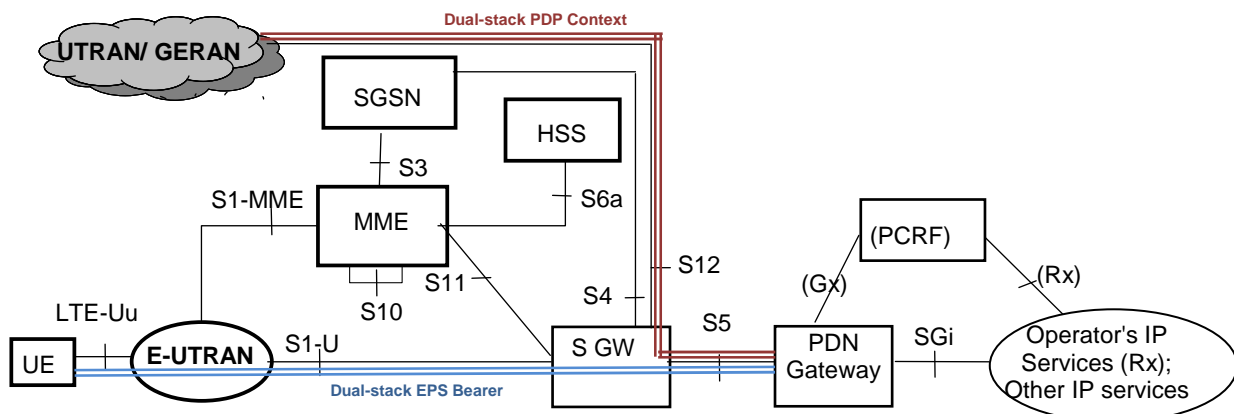 Dual-stack PDP Context
UTRAN/ GERAN
SGSN
HSS
S3
S6a
S1-MME
MME
(PCRF)
S12
S11
(Gx)
(Rx)
S10
S4
LTE-Uu
S5
S1-U
E-UTRAN
UE
S GW
PDN
Gateway
SGi
Operator's IP
Services (Rx);
Other IP services
Dual-stack EPS Bearer